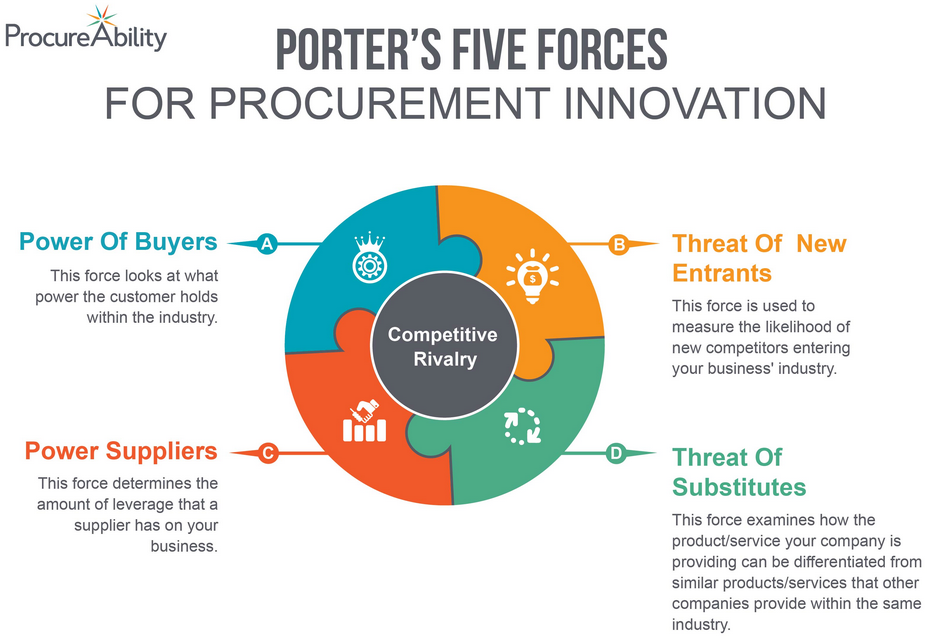 ProcureAbility
PORTER'S FIVE FORCES
FOR PROCUREMENT INNOVATION
Power Of Buyers
A
This force looks at what
power the customer holds
within the industry.
B
Threat Of New
Entrants
This force is used to
measure the likelihood of
new competitors entering
your business' industry.
$
Competitive
Rivalry
Power Suppliers
C
This force determines the
amount of leverage that a
supplier has on your
business.
D
Threat Of
Substitutes
This force examines how the
product/service your company is
providing can be differentiated from
similar products/services that other
companies provide within the same
industry.